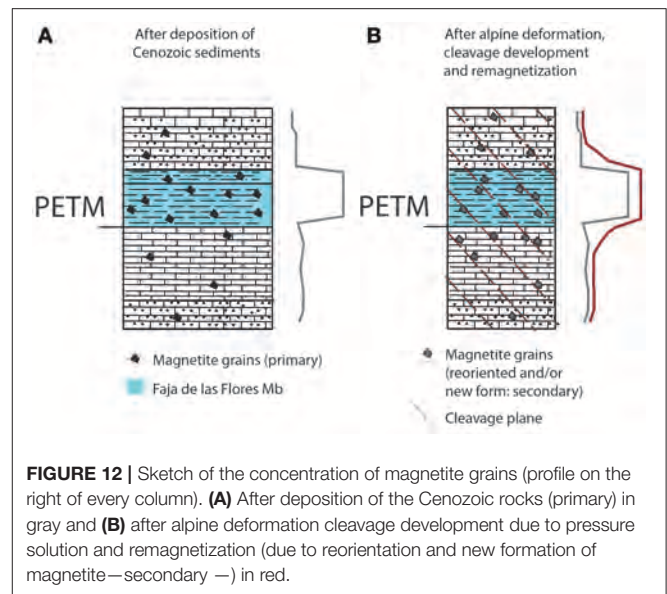 A
After deposition of
Cenozoic sediments
PETM
Magnetite grains (primary)
Faja de las Flores Mb
B
After alpine deformation,
cleavage development
and remagnetization
PETM
Magnetite grains
(reoriented and/or
new form: secondary)
Cleavage plane
FIGURE 12 | Sketch of the concentration of magnetite grains (profile on the
right of every column). (A) After deposition of the Cenozoic rocks (primary) in
gray and (B) after alpine deformation cleavage development due to pressure
solution and remagnetization (due to reorientation and new formation of
magnetite—secondary —) in red.